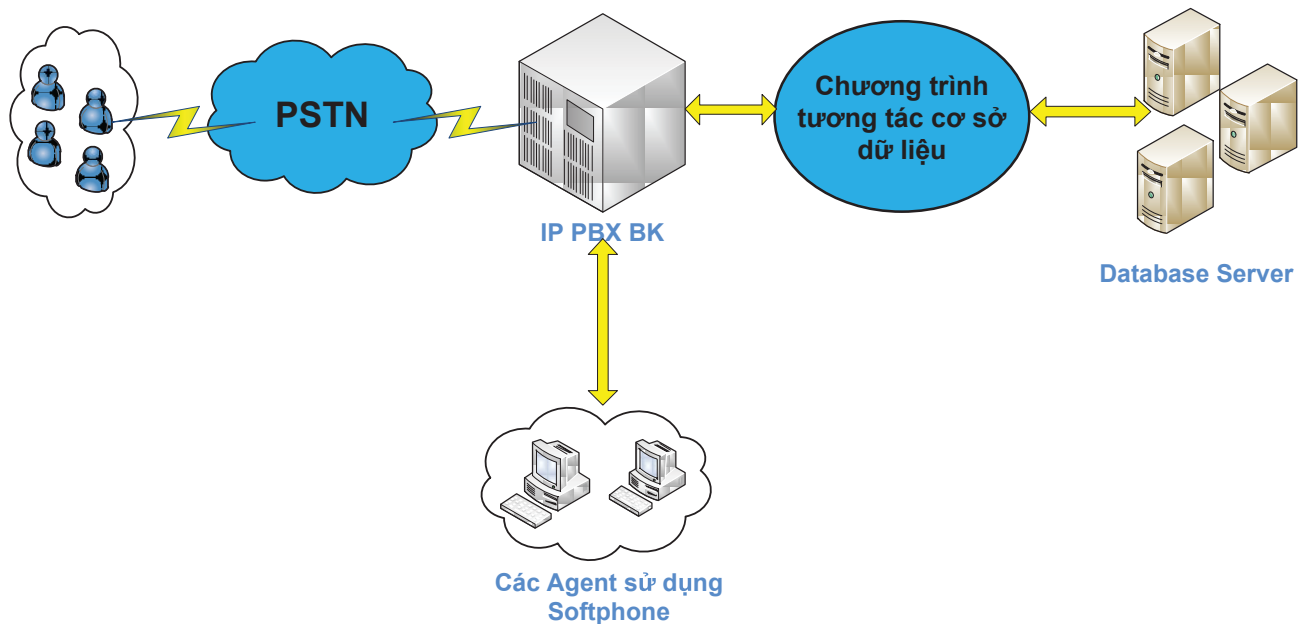 PSTN
Chương trình
tương tác cơ sở
dữ liệu
IP PBX BK
Database Server
Các Agent sử dụng
Softphone